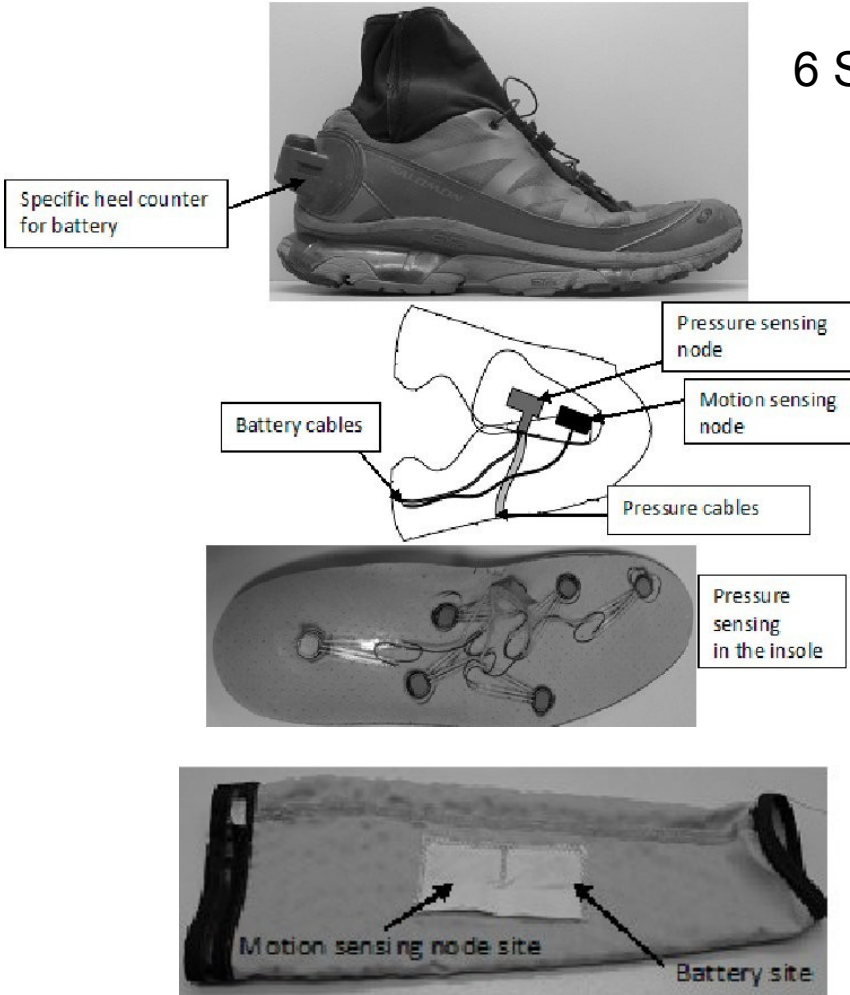 6 S
SALOMON
Specific heel counter
for battery
Pressure sensing
node
Motion sensing
node
Battery cables
Pressure cables
Pressure
sensing
in the insole
Motion sensing node site
Battery site